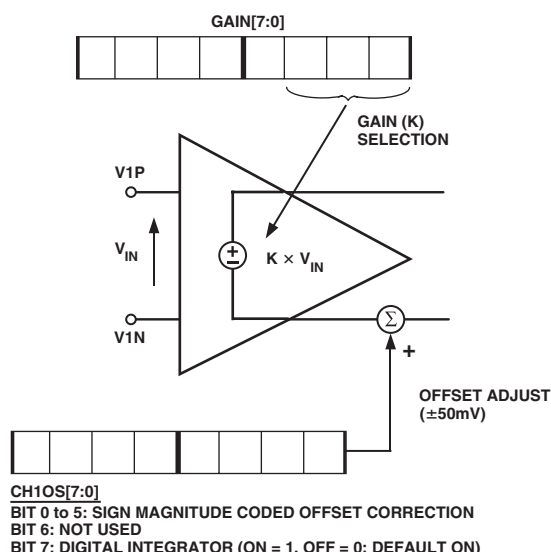 GAIN[7:0]
GAIN (K)
SELECTION
V1P
VIN
K × VIN
V1N
Σ
+
OFFSET ADJUST
(±50mV)
CH1OS[7:0]
BIT 0 to 5: SIGN MAGNITUDE CODED OFFSET CORRECTION
BIT 6: NOT USED
BIT 7: DIGITAL INTEGRATOR (ON = 1, OFF = 0; DEFAULT ON)